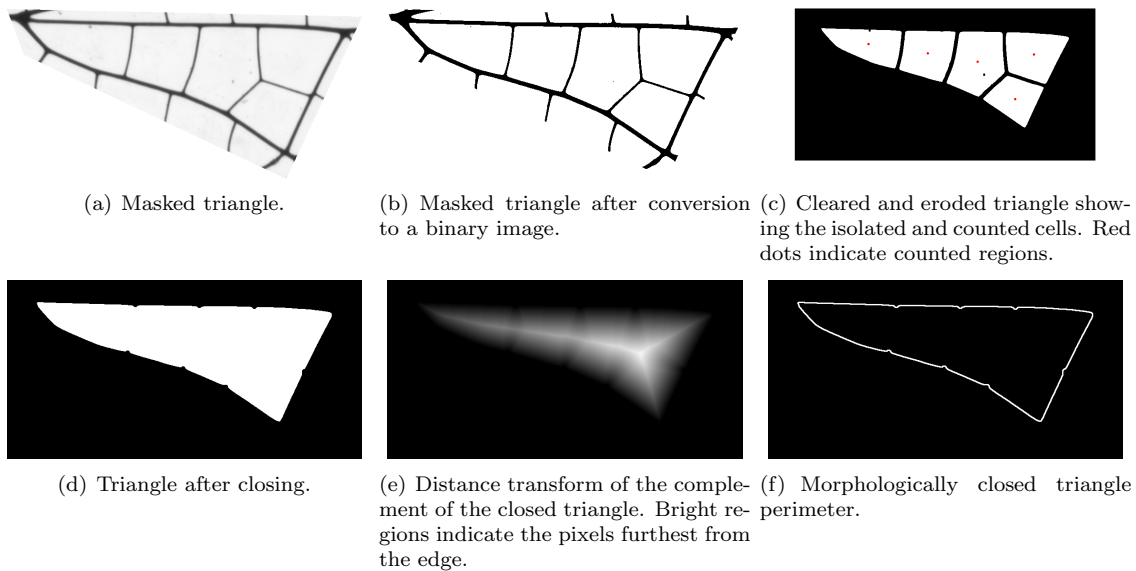 (a) Masked triangle.
(b) Masked triangle after conversion
to a binary image.
(c) Cleared and eroded triangle show-
ing the isolated and counted cells. Red
dots indicate counted regions.
(d) Triangle after closing.
(e) Distance transform of the comple-
ment of the closed triangle. Bright re-
gions indicate the pixels furthest from
the edge.
(f) Morphologically closed triangle
perimeter.